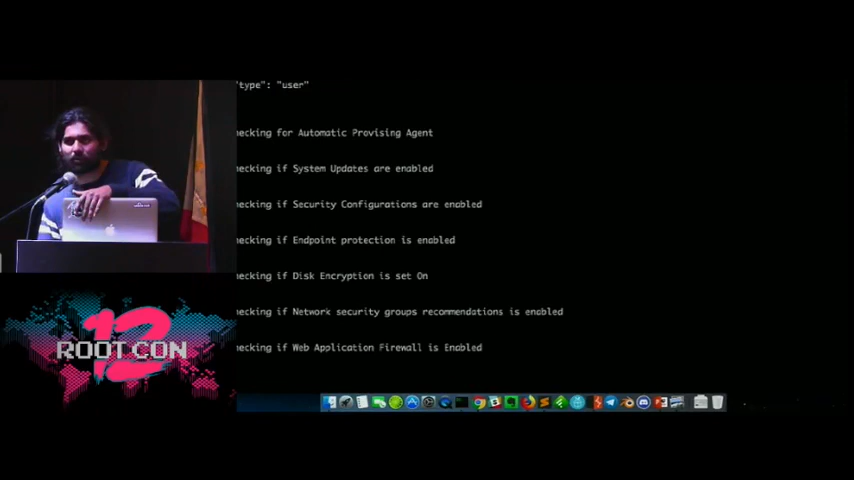 "type": "user"
hecking for Automatic Provising Agent
hecking if System Updates are enabled
hecking if Security Configurations are enabled
hecking if Endpoint protection is enabled
hecking if Disk Encryption is set On
hecking if Network security groups recommendations is enabled
hecking if Web Application Firewall is Enabled
12
ROOTCON